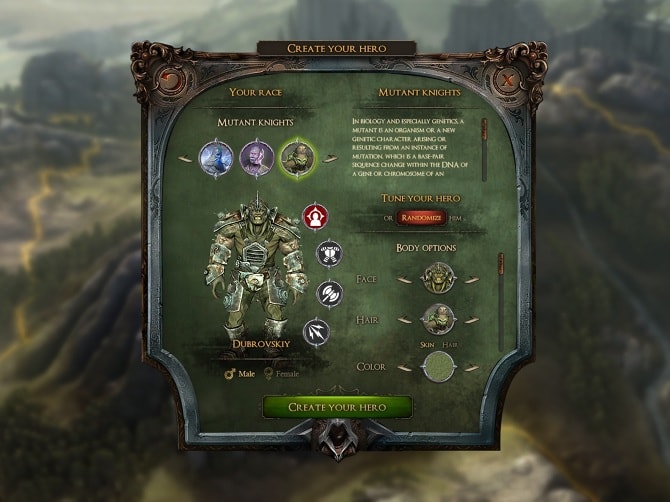 Create your hero
Your race
Mutant knights
Mutant knights
In biology and especially genetics, a
mutant is an organism or a new
genetic character arising or
resulting from an instance of
mutation, which is a base-pair
sequence change within the DNA of
a gene or chromosome of an
Tune your hero
or Randomize him
Body options
Face
Hair
Skin Hair
Color
Dubrovskiy
Male Female
Create your hero